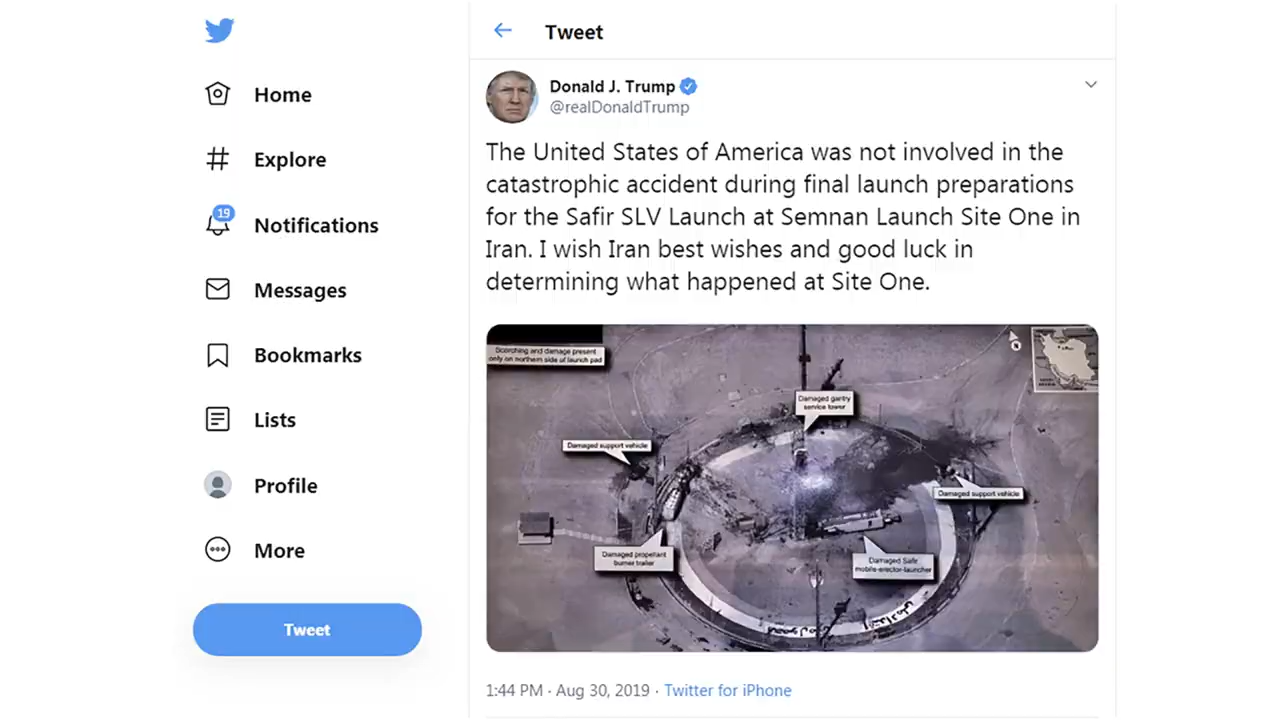 Tweet
Home
Explore
19
Notifications
Messages
Bookmarks
Lists
Profile
More
Tweet
Donald J. Trump
@realDonaldTrump
The United States of America was not involved in the
catastrophic accident during final launch preparations
for the Safir SLV Launch at Semnan Launch Site One in
Iran. I wish Iran best wishes and good luck in
determining what happened at Site One.
Scorching and damage present
only on northern side of launch pad
Damaged gantry
service tower
Damaged support vehicle
Damaged support vehicle
Damaged propellant
burner trailer
Damaged Safir
mobile-erector-launcher
1:44 PM · Aug 30, 2019 · Twitter for iPhone